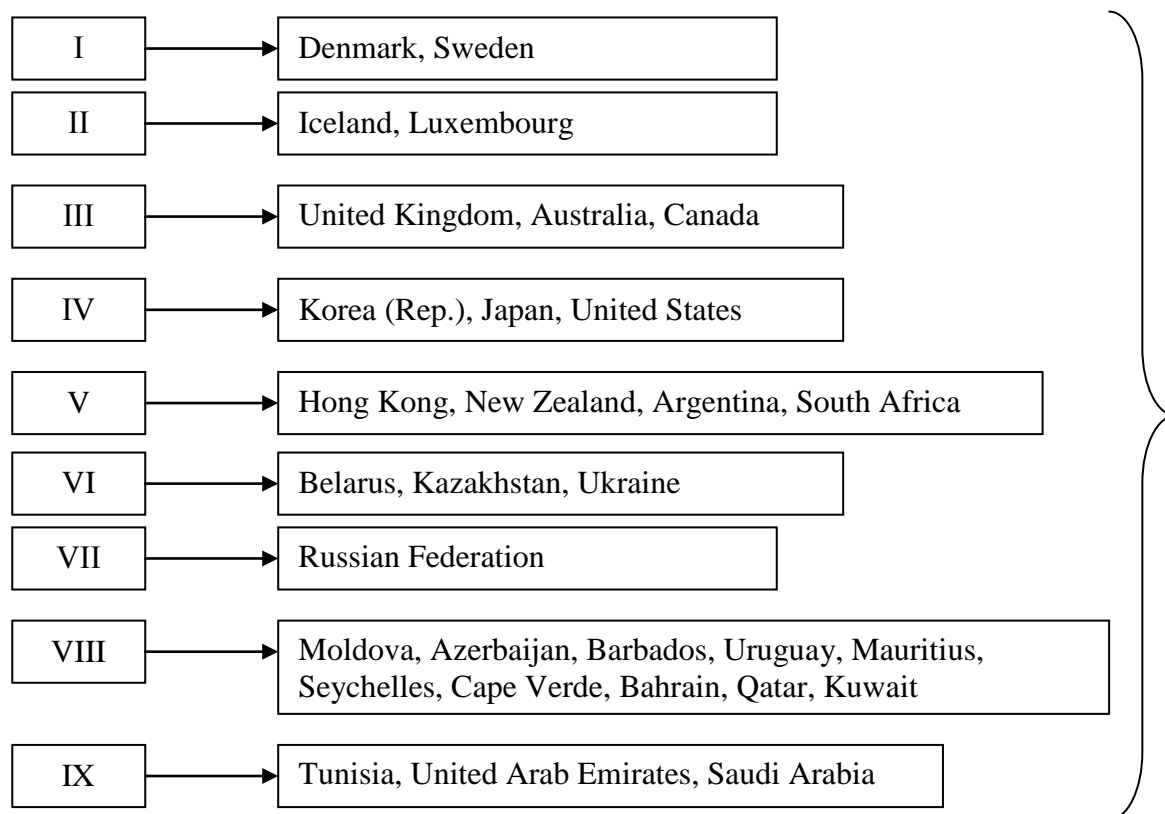 I
Denmark, Sweden
II
Iceland, Luxembourg
III
United Kingdom, Australia, Canada
IV
Korea (Rep.), Japan, United States
V
Hong Kong, New Zealand, Argentina, South Africa
VI
Belarus, Kazakhstan, Ukraine
VII
Russian Federation
VIII
Moldova, Azerbaijan, Barbados, Uruguay, Mauritius,
Seychelles, Cape Verde, Bahrain, Qatar, Kuwait
IX
Tunisia, United Arab Emirates, Saudi Arabia